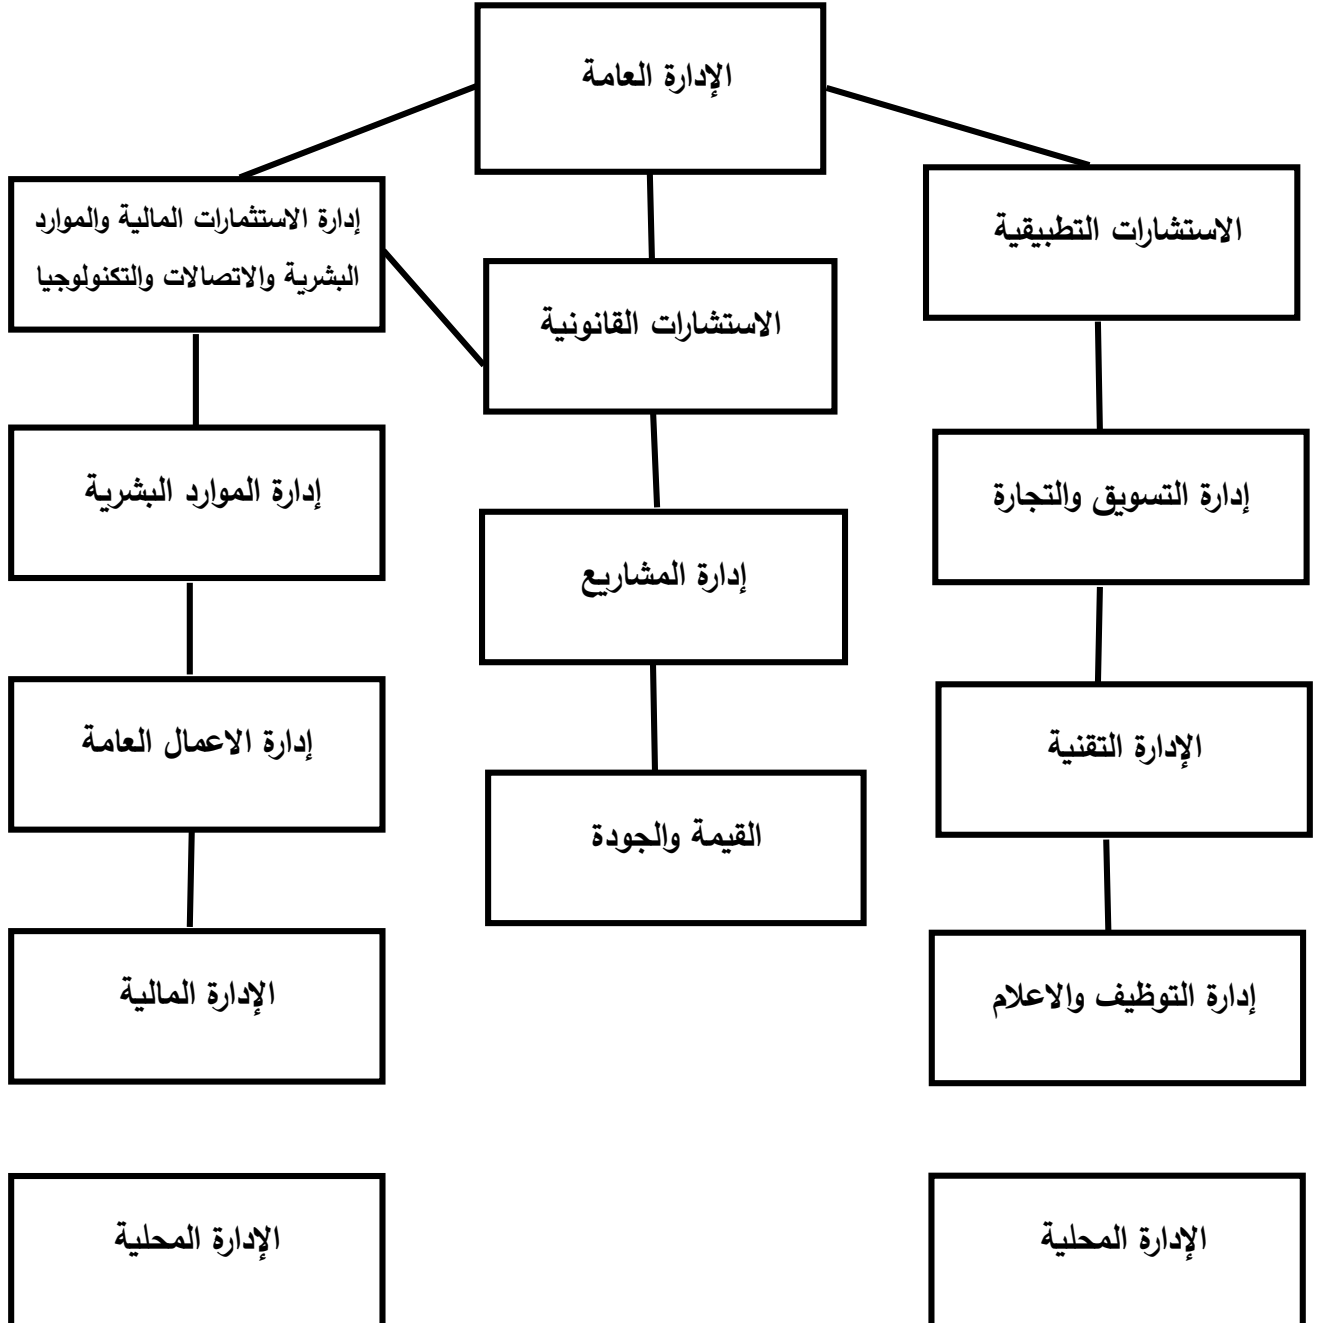 الإدارة العامة
الاستشارات التطبيقية
إدارة الاستثمارات المالية والموارد
البشرية والاتصالات والتكنولوجيا
الاستشارات القانونية
إدارة التسويق والتجارة
إدارة الموارد البشرية
إدارة المشاريع
الإدارة التقنية
إدارة الاعمال العامة
القيمة والجودة
إدارة التوظيف والاعلام
الإدارة المالية
الإدارة المحلية
الإدارة المحلية